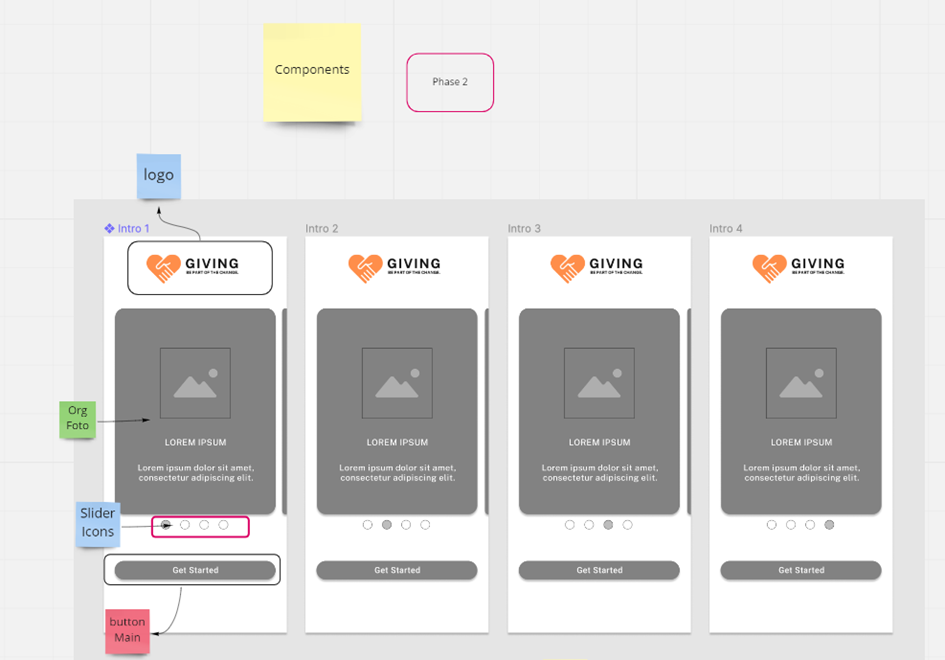 Components
Phase 2
logo
Intro 1
Intro 2
Intro 3
Intro 4
GIVING
BE PART OF THE CHANGE.
GIVING
BE PART OF THE CHANGE.
GIVING
BE PART OF THE CHANGE.
GIVING
BE PART OF THE CHANGE.
Org
Foto
LOREM IPSUM
Lorem ipsum dolor sit amet,
consectetur adipiscing elit.
LOREM IPSUM
Lorem ipsum dolor sit amet,
consectetur adipiscing elit.
LOREM IPSUM
Lorem ipsum dolor sit amet,
consectetur adipiscing elit.
LOREM IPSUM
Lorem ipsum dolor sit amet,
consectetur adipiscing elit.
Slider
Icons
Get Started
Get Started
Get Started
Get Started
button
Main